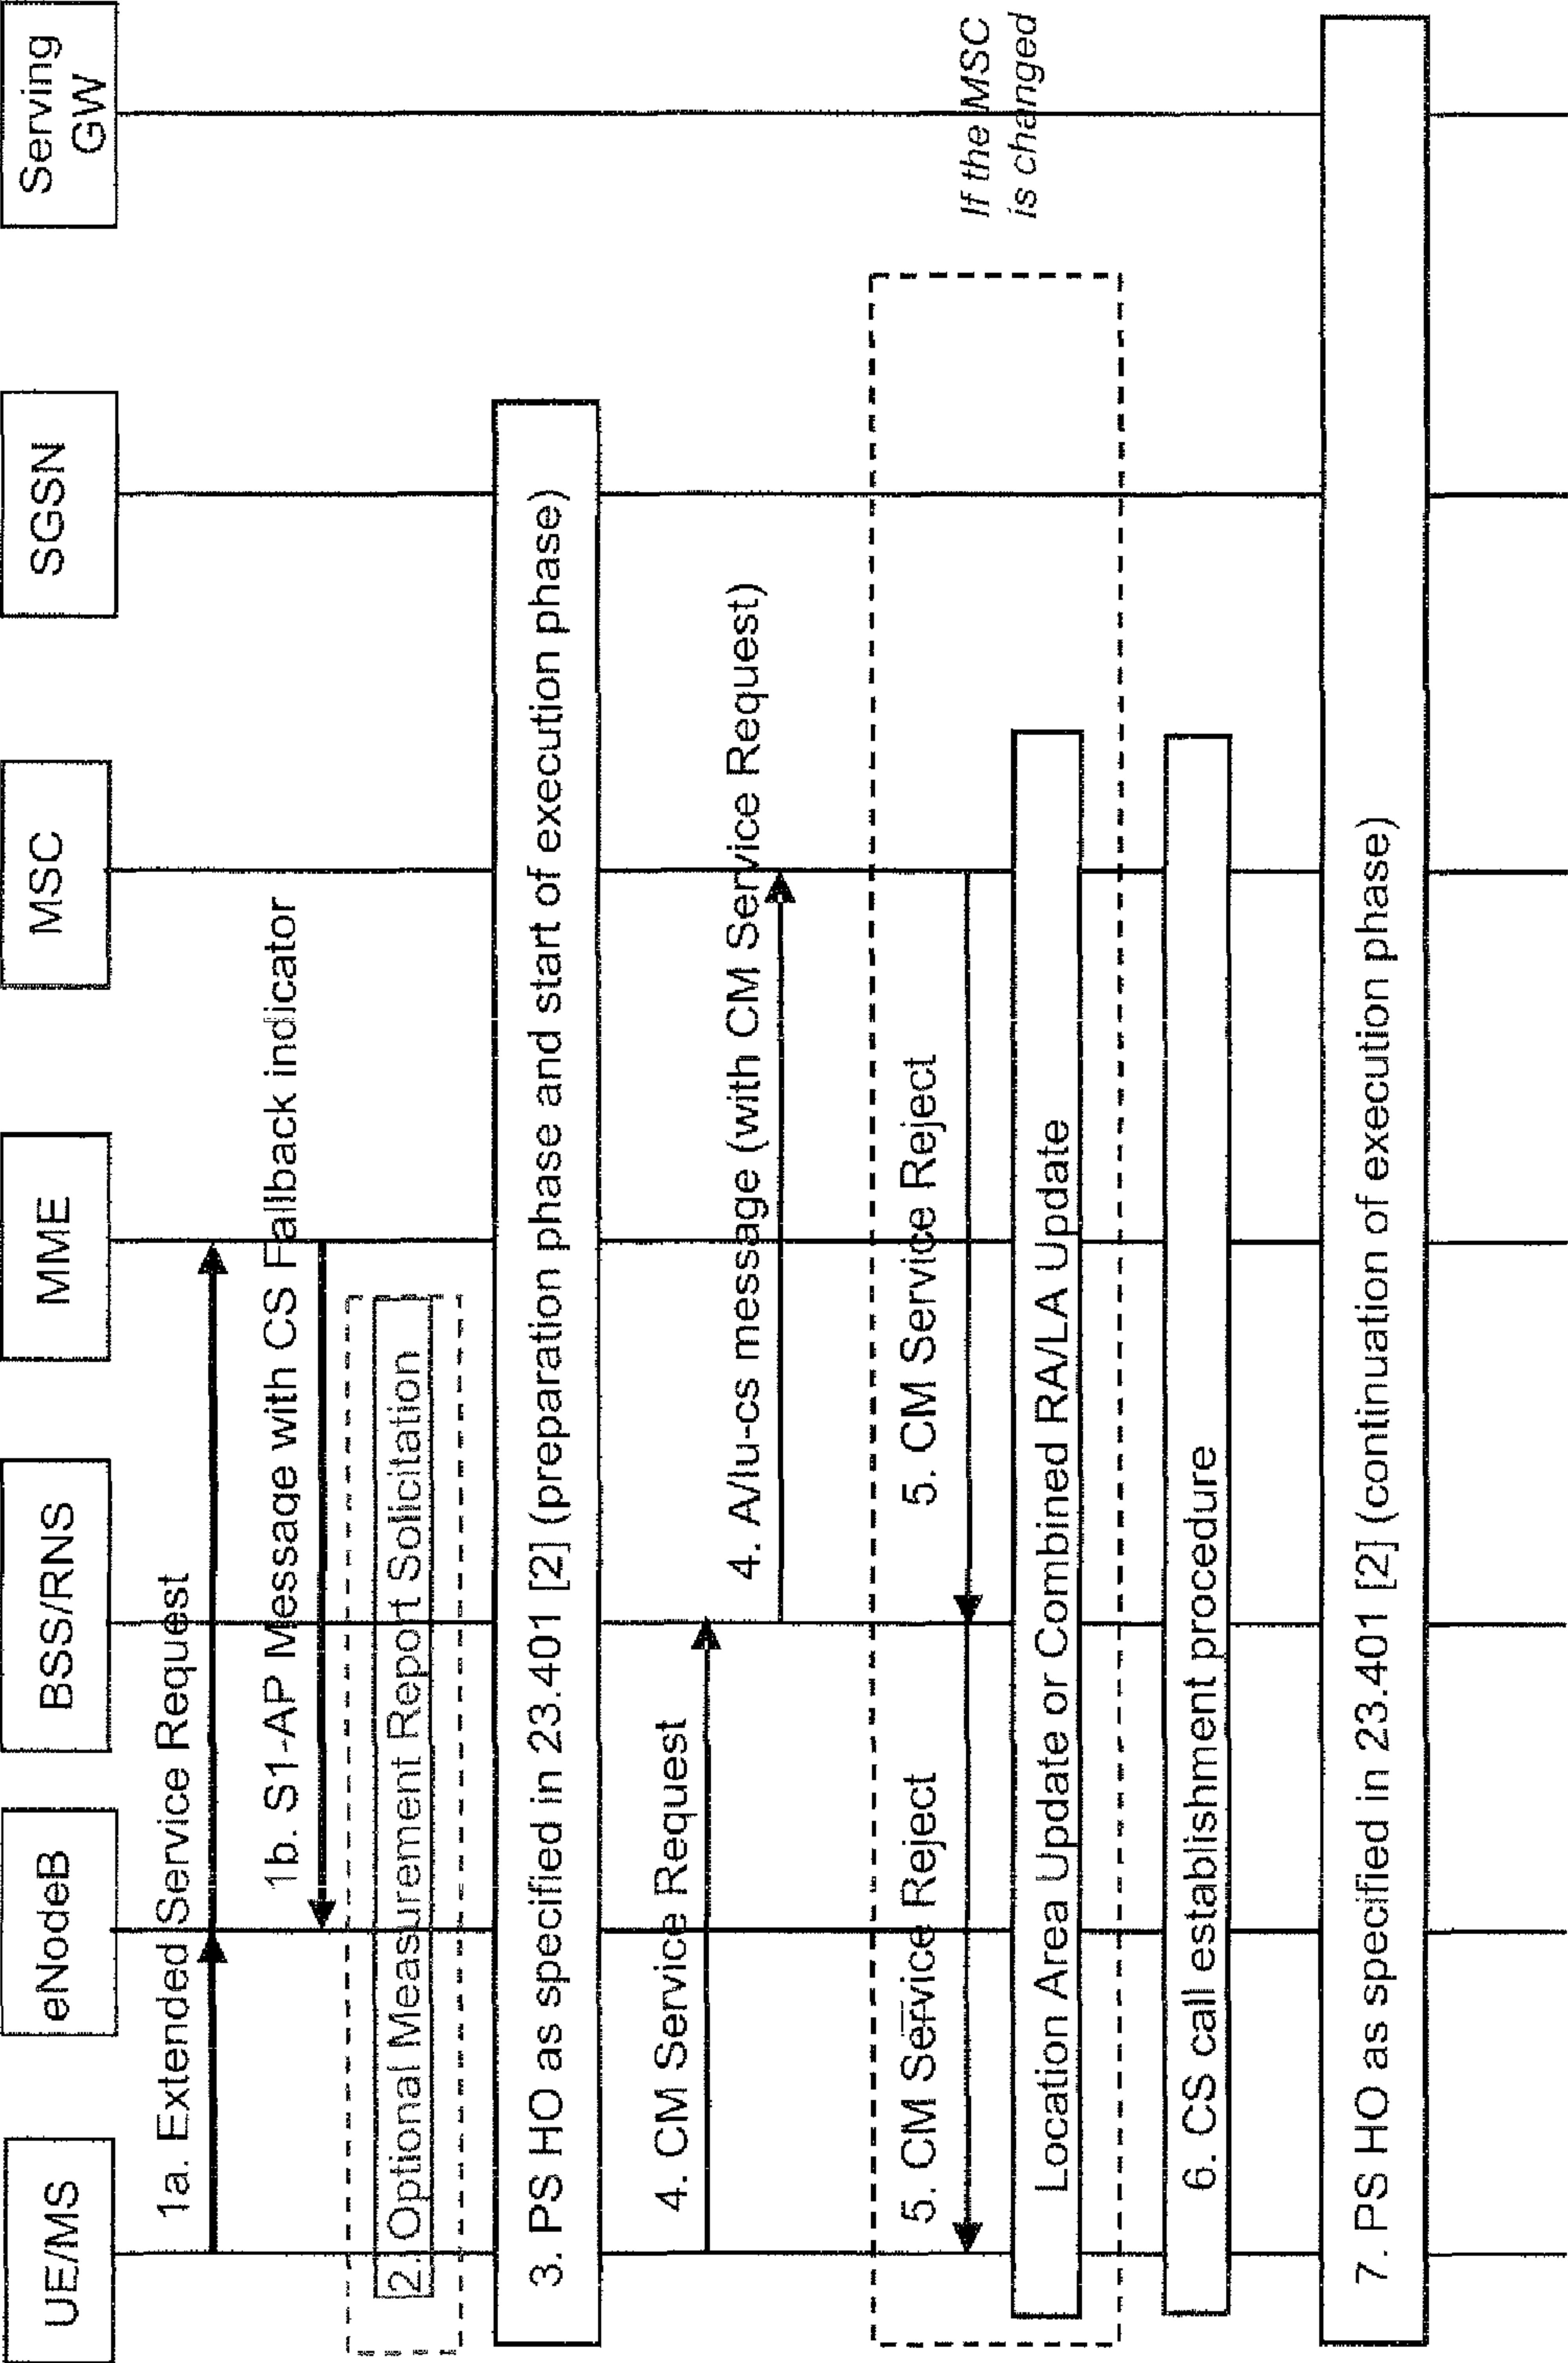 UE/MS
eNodeB
BSS/RNS
MME
MSC
SGSN
Serving
GW
1a. Extended Service Request
1b. S1-AP Message with CS Fallback indicator
2. Optional Measurement Report Solicitation
3. PS HO as specified in 23.401 [2] (preparation phase and start of execution phase)
4. CM Service Request
4. A/Iu-cs message (with CM Service Request)
5. CM Service Reject
5. CM Service Reject
If the MSC
is changed
Location Area Update or Combined RA/LA Update
6. CS call establishment procedure
7. PS HO as specified in 23.401 [2] (continuation of execution phase)